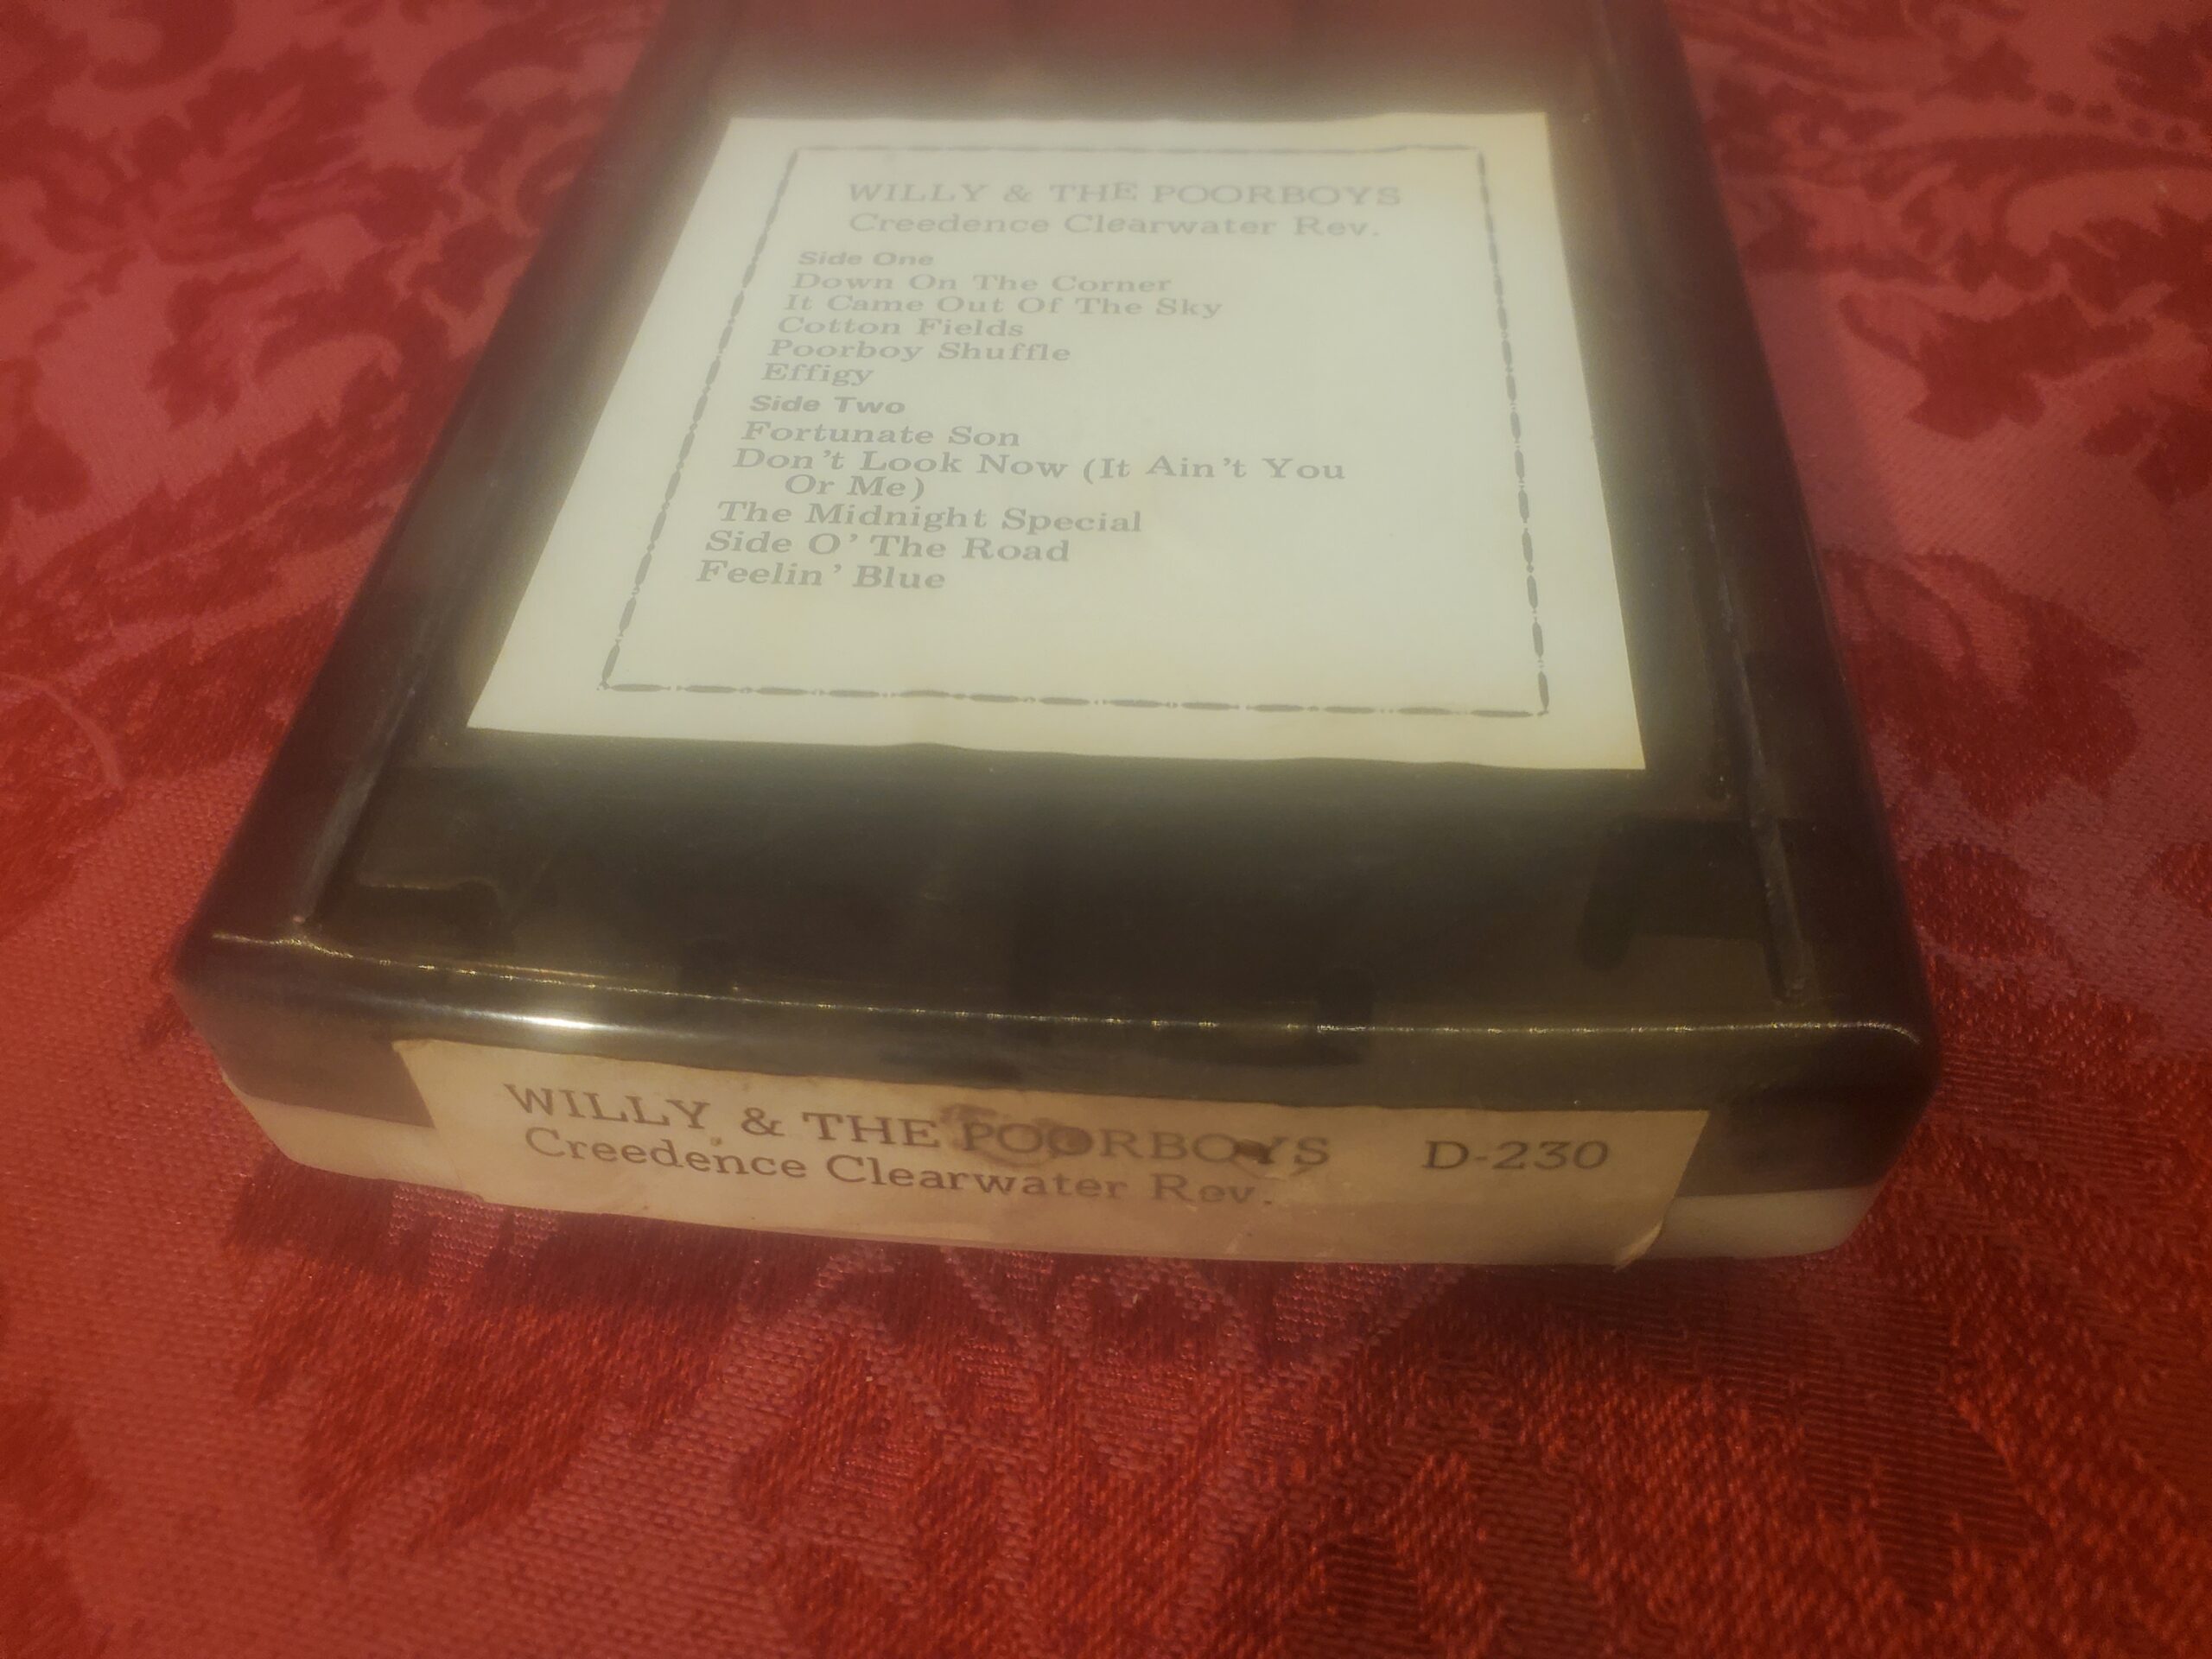 WILLY & THE POORBOYS
Creedence Clearwater Rev.
Side One
Down On The Corner
It Came Out Of The Sky
Cotton Fields
Poorboy Shuffle
Effigy
Side Two
Fortunate Son
Don't Look Now (It Ain't You
Or Me)
The Midnight Special
Side O' The Road
Feelin' Blue
WILLY & THE POORBOYS D-230
Creedence Clearwater Rev.